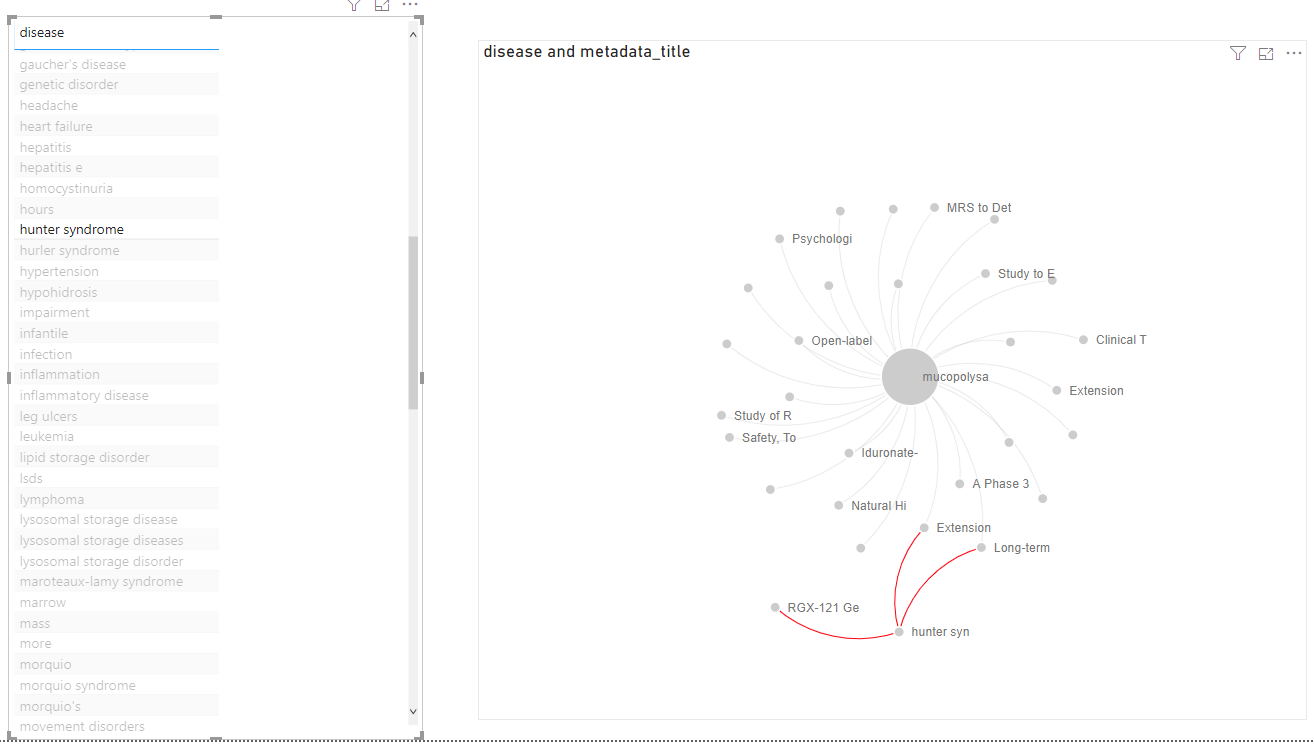 disease
gaucher's disease
genetic disorder
headache
heart failure
hepatitis
hepatitis e
homocystinuria
hours
hunter syndrome
hurler syndrome
hypertension
hypohidrosis
impairment
infantile
infection
inflammation
inflammatory disease
leg ulcers
leukemia
lipid storage disorder
lsds
lymphoma
lysosomal storage disease
lysosomal storage diseases
lysosomal storage disorder
maroteaux-lamy syndrome
marrow
mass
more
morquio
morquio syndrome
morquio's
movement disorders
disease and metadata_title
MRS to Det
Psychologi
Study to E
Open-label
Clinical T
mucopolysa
Extension
Study of R
Safety, To
Iduronate-
A Phase 3
Natural Hi
Extension
Long-term
RGX-121 Ge
hunter syn